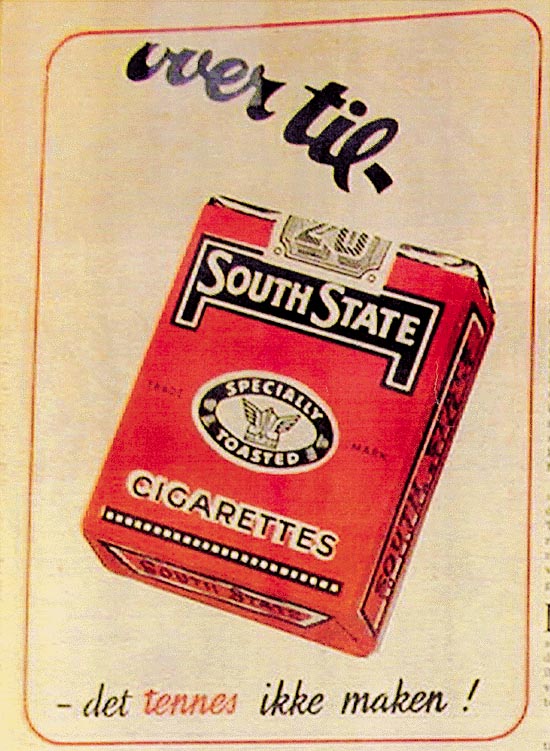 over til-
20
SOUTH STATE
TRADE
SPECIALLY
TOASTED
MARK
CIGARETTES
SOUTH STATE
SOUTH STATE
- det tennes ikke maken !